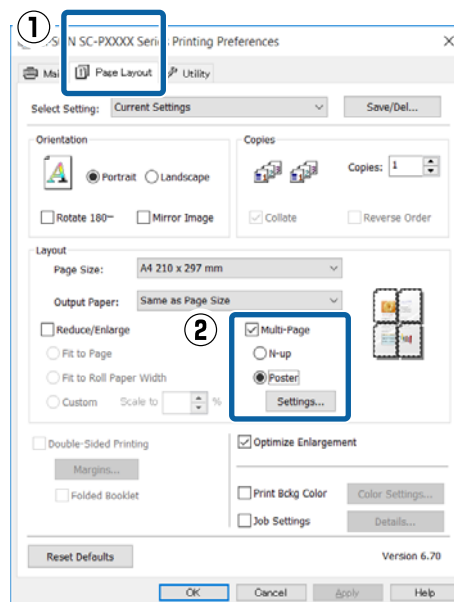 ①
SC-PXXXX Series Printing Preferences
Page Layout Utility
Select Setting: Current Settings Save/Del...
Orientation Copies
Portrait Landscape Copies: 1
Rotate 180° Mirror Image Collate Reverse Order
Layout
Page Size: A4 210 x 297 mm
Output Paper: Same as Page Size
②
Reduce/Enlarge Multi-Page
Fit to Page N-up
Fit to Roll Paper Width Poster
Custom Scale to % Settings...
Double-Sided Printing Optimize Enlargement
Margins...
Folded Booklet Print Bckg Color Color Settings...
Job Settings Details...
Reset Defaults Version 6.70
OK Cancel Apply Help